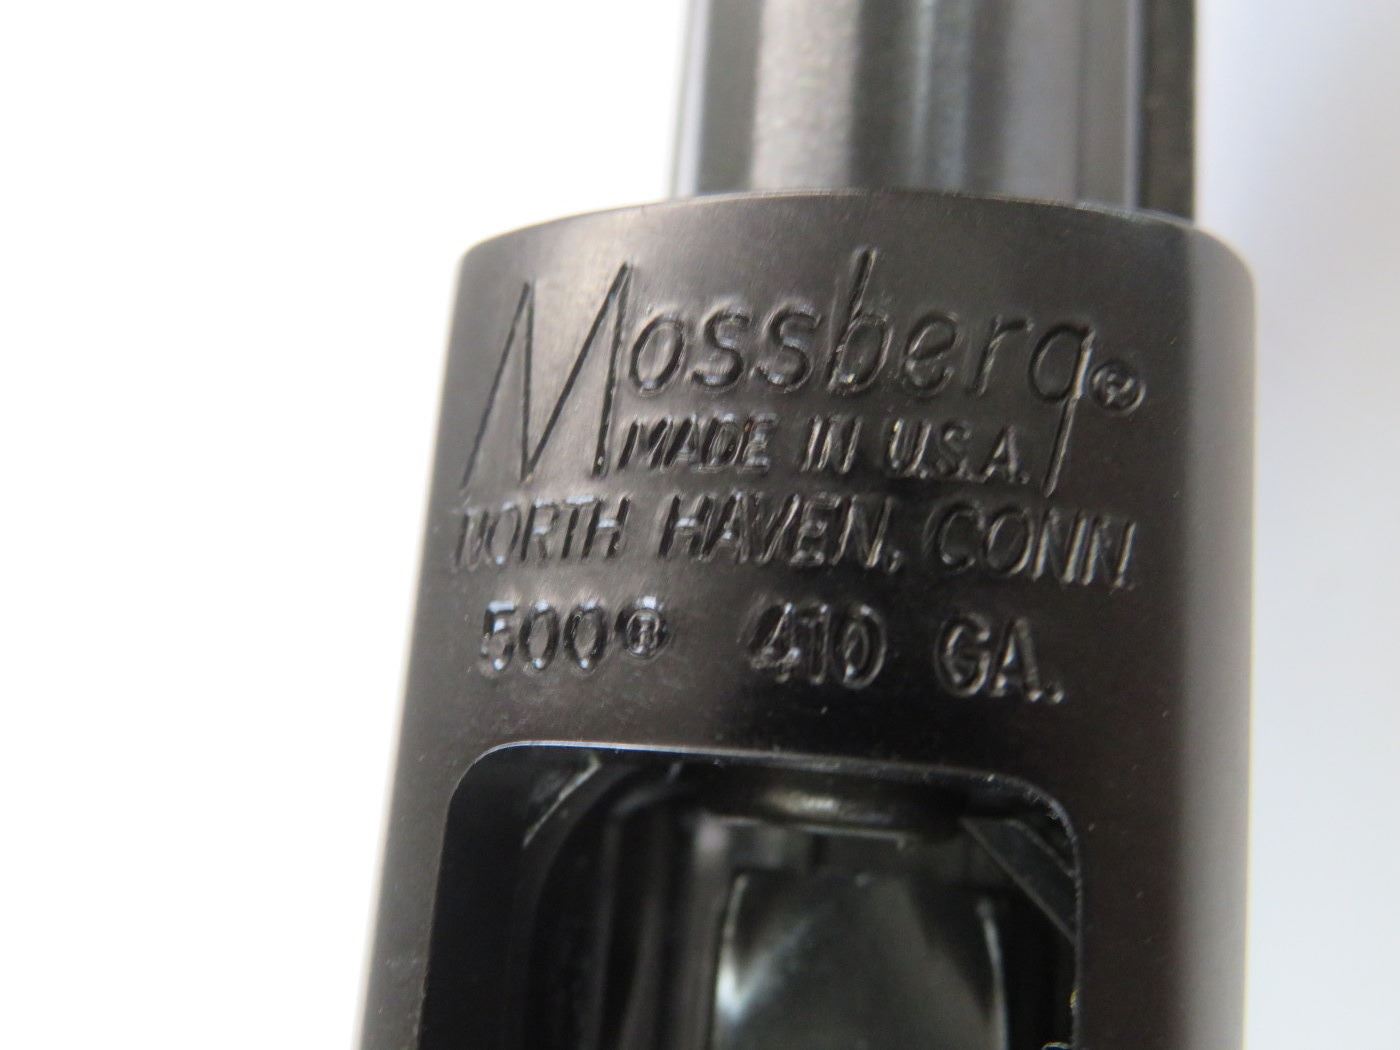 Mossberg®
MADE IN U.S.A.
NORTH HAVEN, CONN.
500® 410 GA.